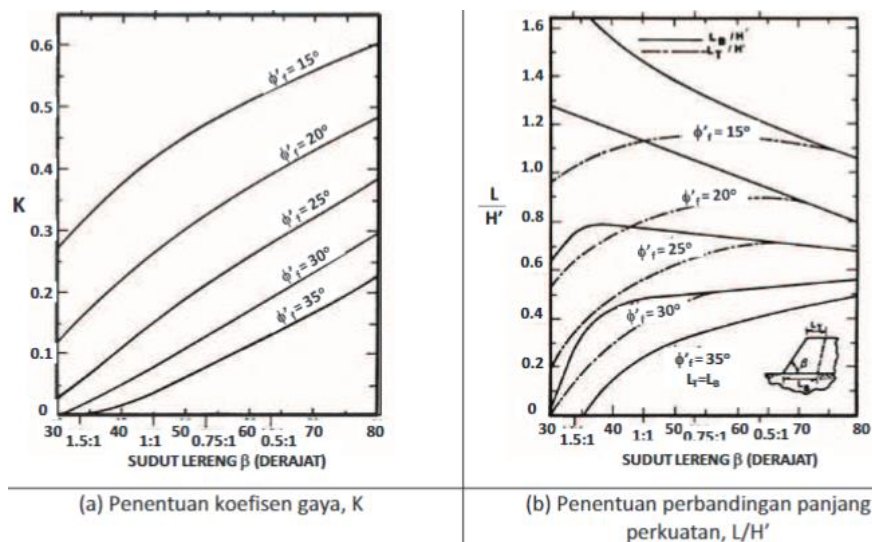 0.6
0.5
0.4
0.3
0.2
0.1
0
K
ϕ'f = 15°
ϕ'f = 20°
ϕ'f = 25°
ϕ'f = 30°
ϕ'f = 35°
30 40 50 60 70 80
1.5:1 1:1 0.75:1 0.5:1
SUDUT LERENG β (DERAJAT)
(a) Penentuan koefisen gaya, K
1.6
1.4
1.2
1.0
0.8
0.6
0.4
0.2
0
L
H'
LB/H'
LT/H'
ϕ'f = 15°
ϕ'f = 20°
ϕ'f = 25°
ϕ'f = 30°
ϕ'f = 35°
LT=LB
LT
β
LB
30 40 50 60 70 80
1.5:1 1:1 0.75:1 0.5:1
SUDUT LERENG β (DERAJAT)
(b) Penentuan perbandingan panjang
perkuatan, L/H'